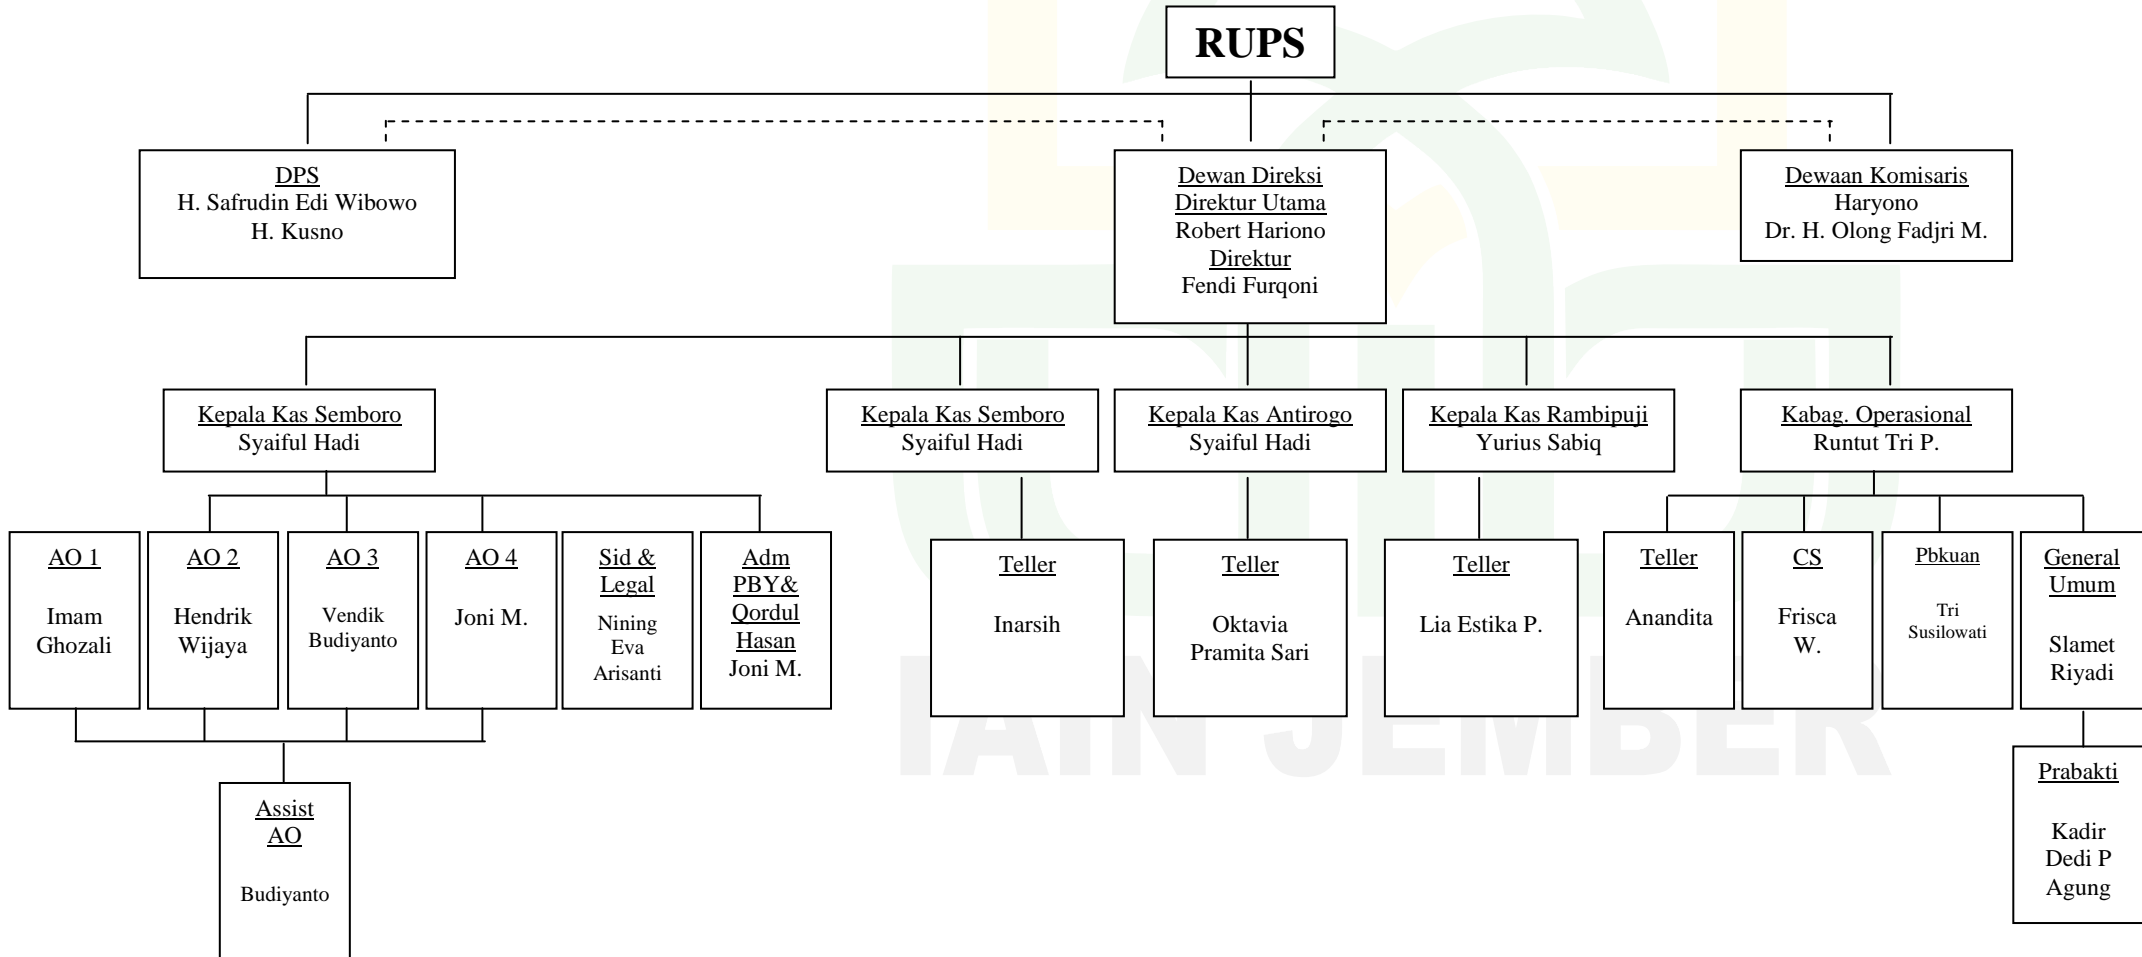 RUPS
DPS
H. Safrudin Edi Wibowo
H. Kusno
Dewan Direksi
Direktur Utama
Robert Hariono
Direktur
Fendi Furqoni
Dewaan Komisaris
Haryono
Dr. H. Olong Fadjri M.
Kepala Kas Semboro
Syaiful Hadi
Kepala Kas Semboro
Syaiful Hadi
Kepala Kas Antirogo
Syaiful Hadi
Kepala Kas Rambipuji
Yurius Sabiq
Kabag. Operasional
Runtut Tri P.
AO 1
Imam
Ghozali
AO 2
Hendrik
Wijaya
AO 3
Vendik
Budiyanto
AO 4
Joni M.
Sid &
Legal
Nining
Eva
Arisanti
Adm
PBY&
Qordul
Hasan
Joni M.
Teller
Inarsih
Teller
Oktavia
Pramita Sari
Teller
Lia Estika P.
Teller
Anandita
CS
Frisca
W.
Pbkuan
Tri
Susilowati
General
Umum
Slamet
Riyadi
Assist
AO
Budiyanto
Prabakti
Kadir
Dedi P
Agung
IAIN JEMBER